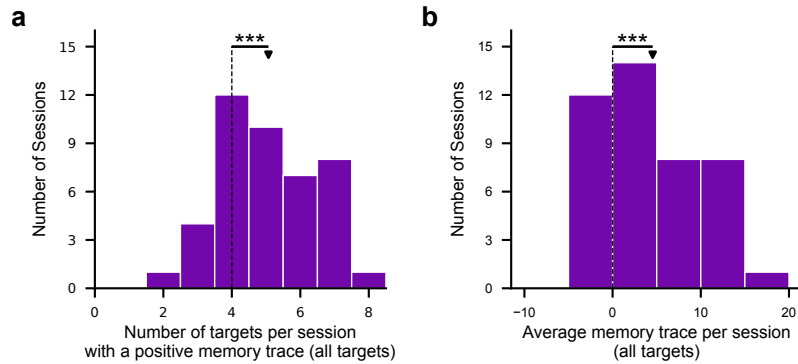 a
***
15
12
9
6
3
0
Number of Sessions
0 2 4 6 8
Number of targets per session
with a positive memory trace (all targets)
b
***
15
12
9
6
3
0
Number of Sessions
−10 0 10 20
Average memory trace per session
(all targets)